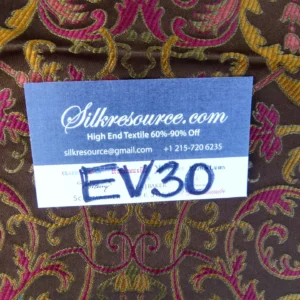 Silkresource.com
High End Textile 60%-90% Off
silkresource@gmail.com +1 215-720 6235
EV30